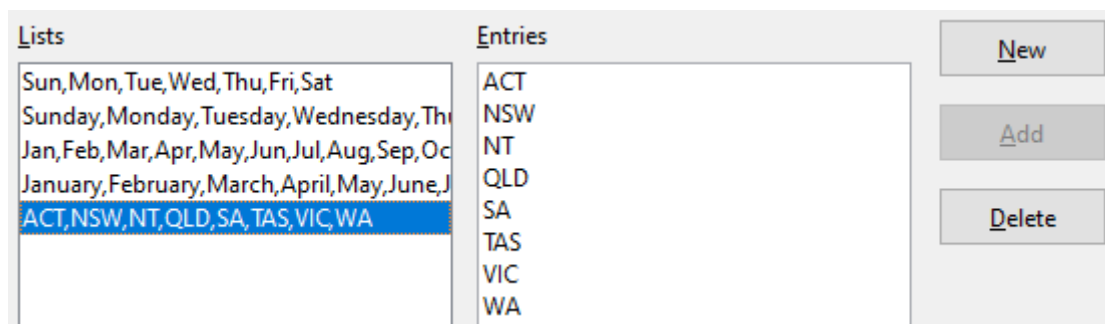 Lists
Sun,Mon,Tue,Wed,Thu,Fri,Sat
Sunday,Monday,Tuesday,Wednesday,Thu
Jan,Feb,Mar,Apr,May,Jun,Jul,Aug,Sep,Oc
January,February,March,April,May,June,J
ACT,NSW,NT,QLD,SA,TAS,VIC,WA
Entries
ACT
NSW
NT
QLD
SA
TAS
VIC
WA
New
Add
Delete